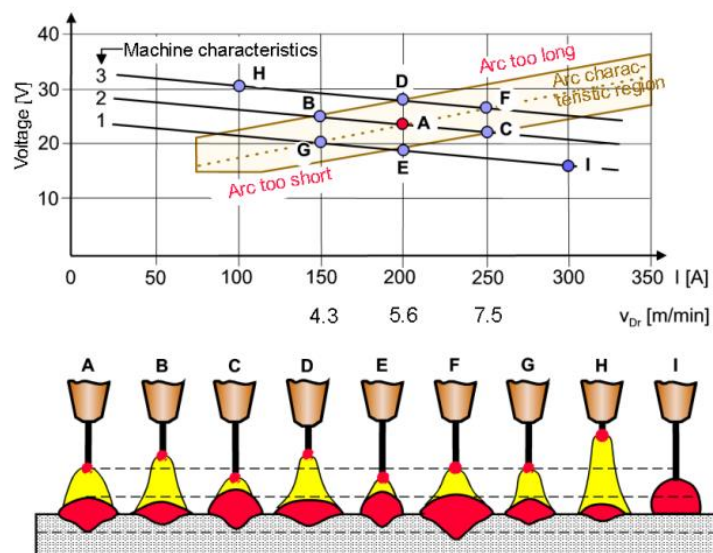 40
30
20
10
Voltage [V]
Machine characteristics
3
2
1
H
D
F
B
A
C
G
E
I
Arc too long
Arc charac-
teristic region
Arc too short
0 50 100 150 200 250 300 350 I [A]
4.3 5.6 7.5 vDr [m/min]
A B C D E F G H I